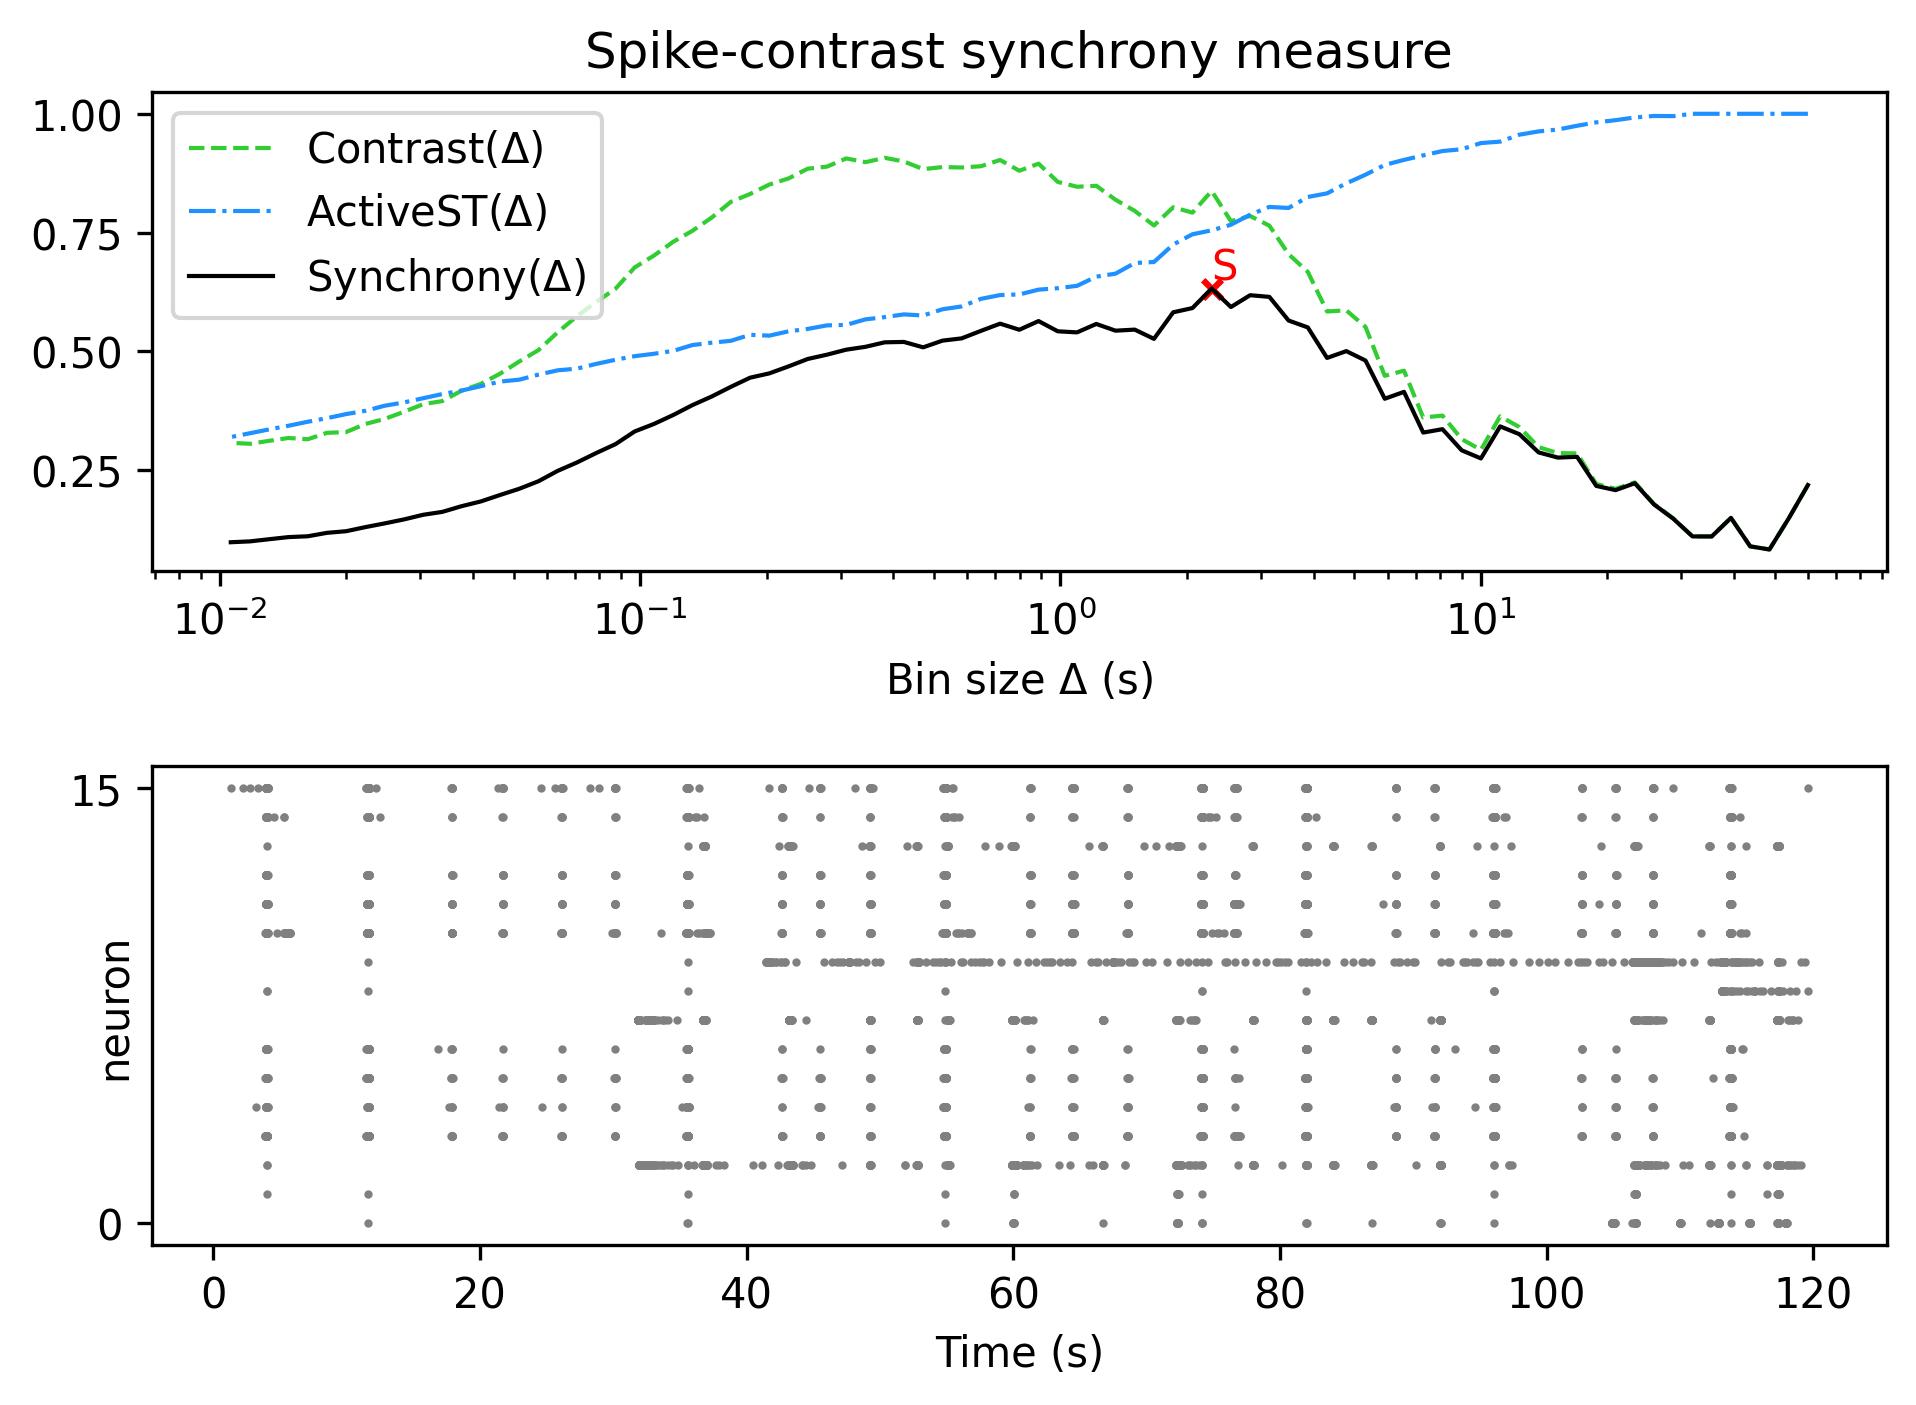 Spike-contrast synchrony measure
1.00
0.75
0.50
0.25
Contrast(Δ)
ActiveST(Δ)
Synchrony(Δ)
S
10⁻² 10⁻¹ 10⁰ 10¹
Bin size Δ (s)
15
0
neuron
0 20 40 60 80 100 120
Time (s)